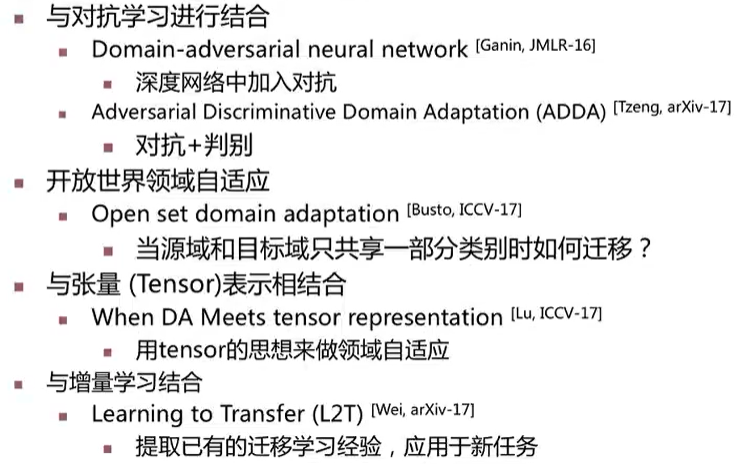 与对抗学习进行结合
Domain-adversarial neural network [Ganin, JMLR-16]
深度网络中加入对抗
Adversarial Discriminative Domain Adaptation (ADDA) [Tzeng, arXiv-17]
对抗+判别
开放世界领域自适应
Open set domain adaptation [Busto, ICCV-17]
当源域和目标域只共享一部分类别时如何迁移？
与张量 (Tensor)表示相结合
When DA Meets tensor representation [Lu, ICCV-17]
用tensor的思想来做领域自适应
与增量学习结合
Learning to Transfer (L2T) [Wei, arXiv-17]
提取已有的迁移学习经验，应用于新任务